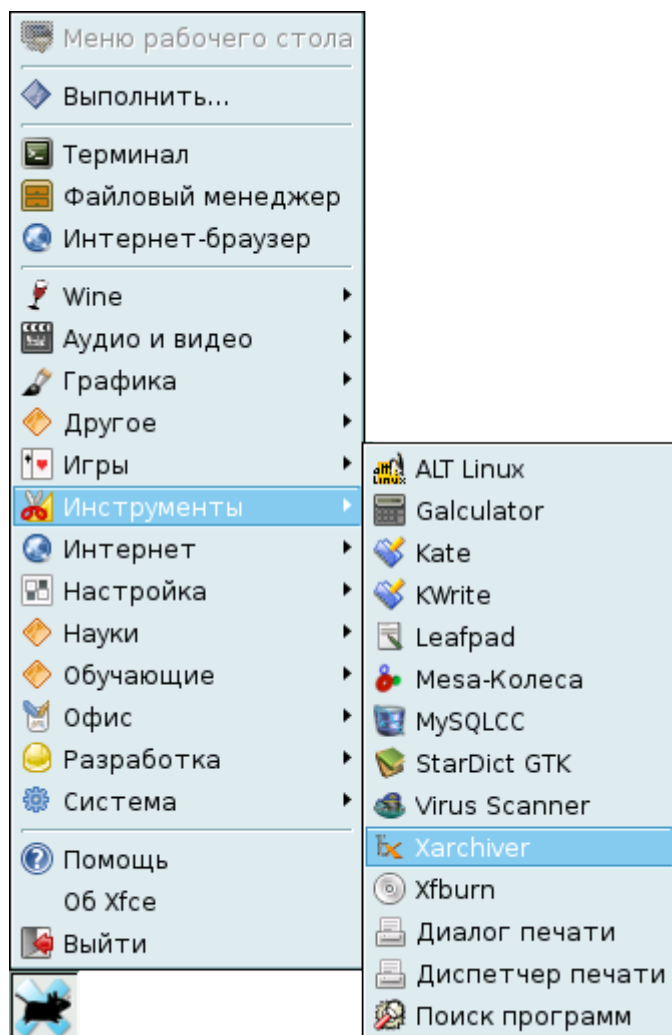 Меню рабочего стола
Выполнить...
Терминал
Файловый менеджер
Интернет-браузер
Wine
Аудио и видео
Графика
Другое
Игры
Инструменты
Интернет
Настройка
Науки
Обучающие
Офис
Разработка
Система
Помощь
Об Xfce
Выйти
ALT Linux
Galculator
Kate
KWrite
Leafpad
Mesa-Колеса
MySQLCC
StarDict GTK
Virus Scanner
Xarchiver
Xfburn
Диалог печати
Диспетчер печати
Поиск программ